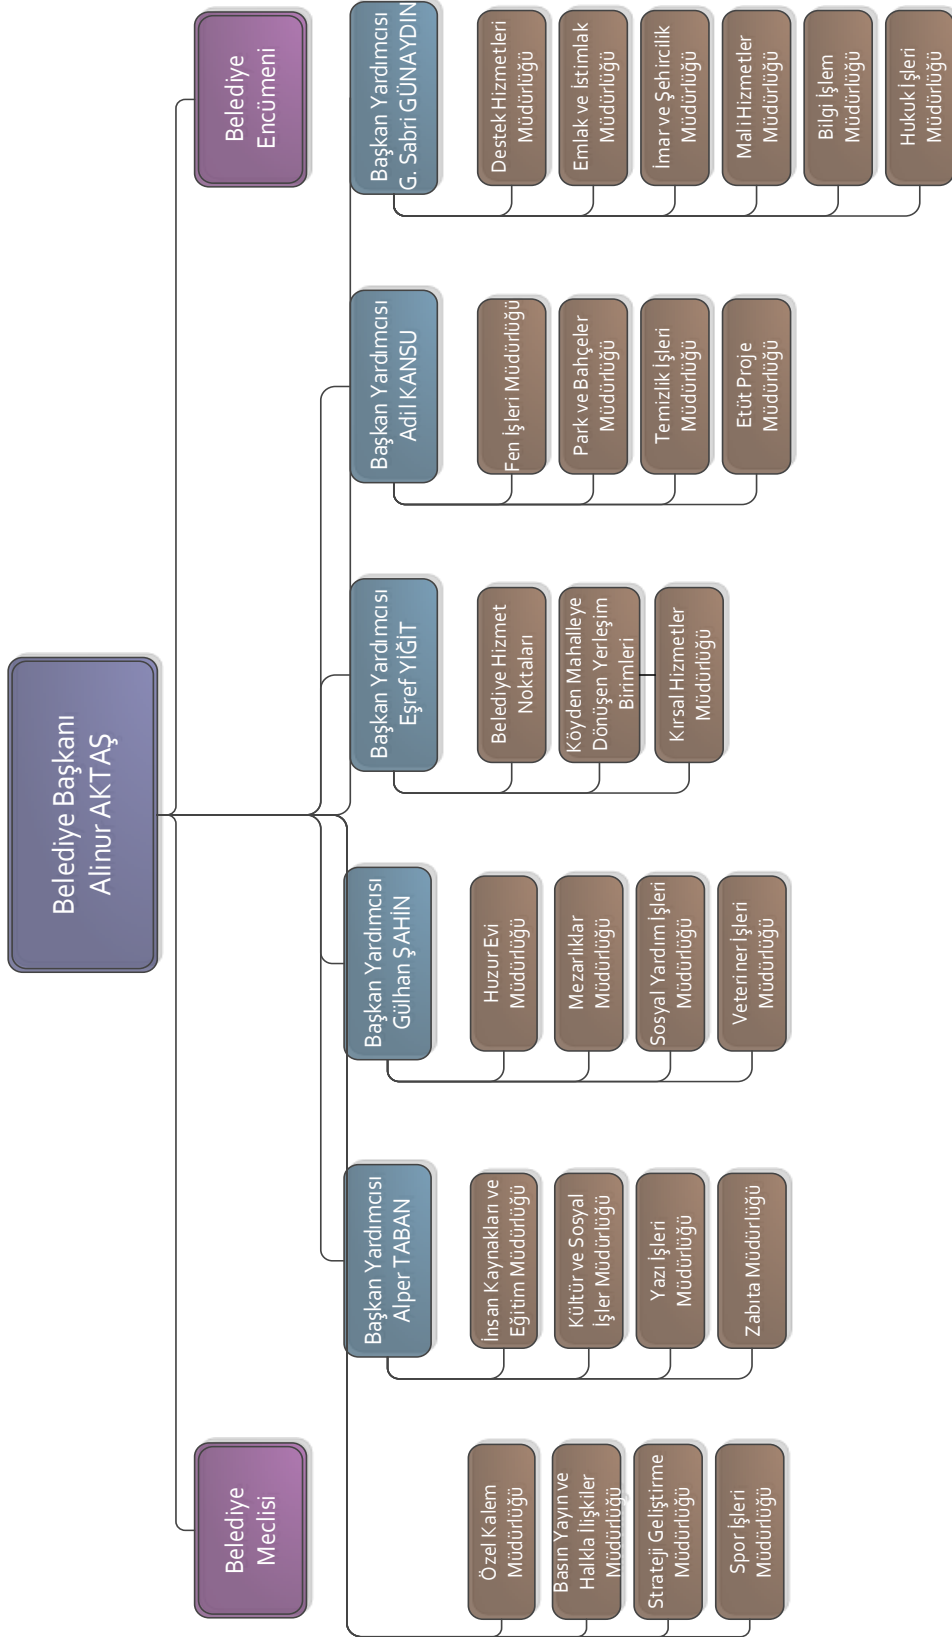 Belediye Başkanı
Alinur AKTAŞ
Belediye
Meclisi
Belediye
Encümeni
Başkan Yardımcısı
Alper TABAN
Başkan Yardımcısı
Gülhan ŞAHİN
Başkan Yardımcısı
Eşref YİĞİT
Başkan Yardımcısı
Adil KANSU
Başkan Yardımcısı
G. Sabri GÜNAYDIN
Özel Kalem
Müdürlüğü
Basın Yayın ve
Halkla İlişkiler
Müdürlüğü
Strateji Geliştirme
Müdürlüğü
Spor İşleri
Müdürlüğü
İnsan Kaynakları ve
Eğitim Müdürlüğü
Kültür ve Sosyal
İşler Müdürlüğü
Yazı İşleri
Müdürlüğü
Zabıta Müdürlüğü
Huzur Evi
Müdürlüğü
Mezarlıklar
Müdürlüğü
Sosyal Yardım İşleri
Müdürlüğü
Veteriner İşleri
Müdürlüğü
Belediye Hizmet
Noktaları
Köyden Mahalleye
Dönüşen Yerleşim
Birimleri
Kırsal Hizmetler
Müdürlüğü
Fen İşleri Müdürlüğü
Park ve Bahçeler
Müdürlüğü
Temizlik İşleri
Müdürlüğü
Etüt Proje
Müdürlüğü
Destek Hizmetleri
Müdürlüğü
Emlak ve İstimlak
Müdürlüğü
İmar ve Şehircilik
Müdürlüğü
Mali Hizmetler
Müdürlüğü
Bilgi İşlem
Müdürlüğü
Hukuk İşleri
Müdürlüğü